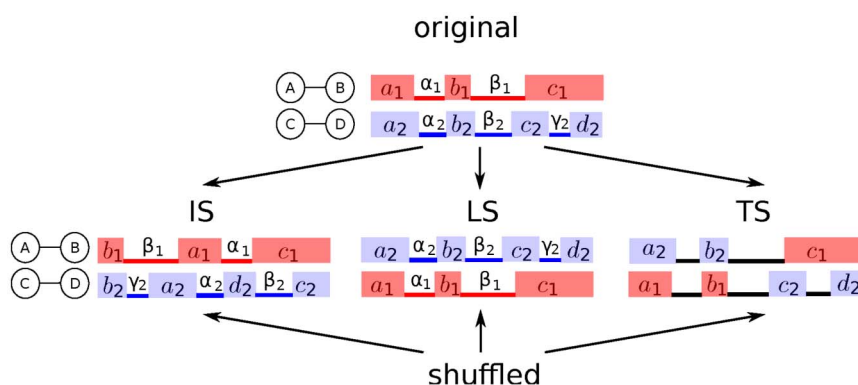 original
A B a₁ α₁ b₁ β₁ c₁
C D a₂ α₂ b₂ β₂ c₂ γ₂ d₂
IS LS TS
A B b₁ β₁ a₁ α₁ c₁ a₂ α₂ b₂ β₂ c₂ γ₂ d₂ a₂ b₂ c₁
C D b₂ γ₂ a₂ α₂ d₂ β₂ c₂ a₁ α₁ b₁ β₁ c₁ a₁ b₁ c₂ d₂
shuffled